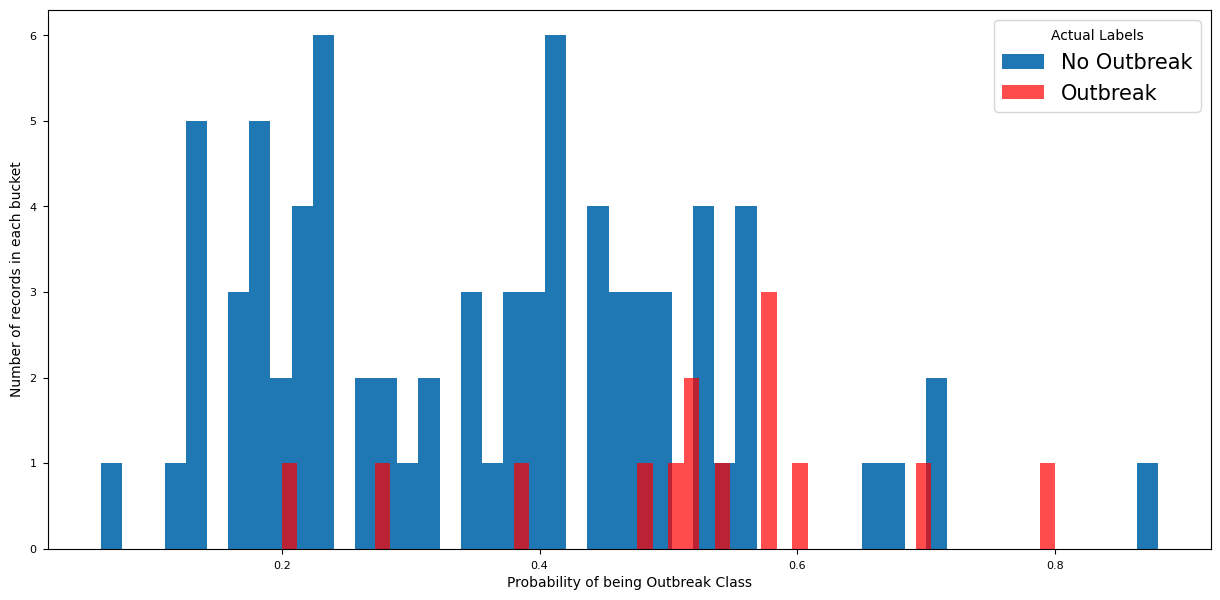 6
5
4
3
2
1
0
Number of records in each bucket
0.2 0.4 0.6 0.8
Probability of being Outbreak Class
Actual Labels
No Outbreak
Outbreak